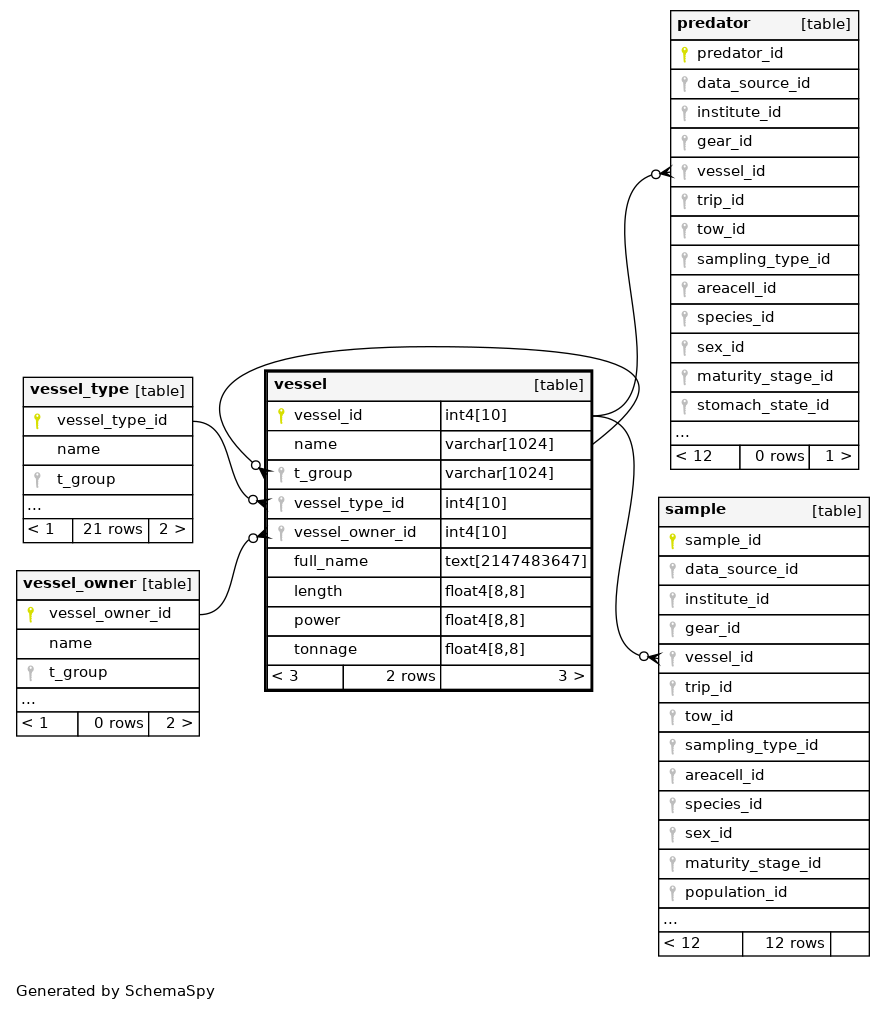 predator [table]
predator_id
data_source_id
institute_id
gear_id
vessel_id
trip_id
tow_id
sampling_type_id
areacell_id
species_id
sex_id
maturity_stage_id
stomach_state_id
...
< 12 0 rows 1 >
vessel_type [table]
vessel_type_id
name
t_group
...
< 1 21 rows 2 >
vessel [table]
vessel_id int4[10]
name varchar[1024]
t_group varchar[1024]
vessel_type_id int4[10]
vessel_owner_id int4[10]
full_name text[2147483647]
length float4[8,8]
power float4[8,8]
tonnage float4[8,8]
< 3 2 rows 3 >
vessel_owner [table]
vessel_owner_id
name
t_group
...
< 1 0 rows 2 >
sample [table]
sample_id
data_source_id
institute_id
gear_id
vessel_id
trip_id
tow_id
sampling_type_id
areacell_id
species_id
sex_id
maturity_stage_id
population_id
...
< 12 12 rows
Generated by SchemaSpy